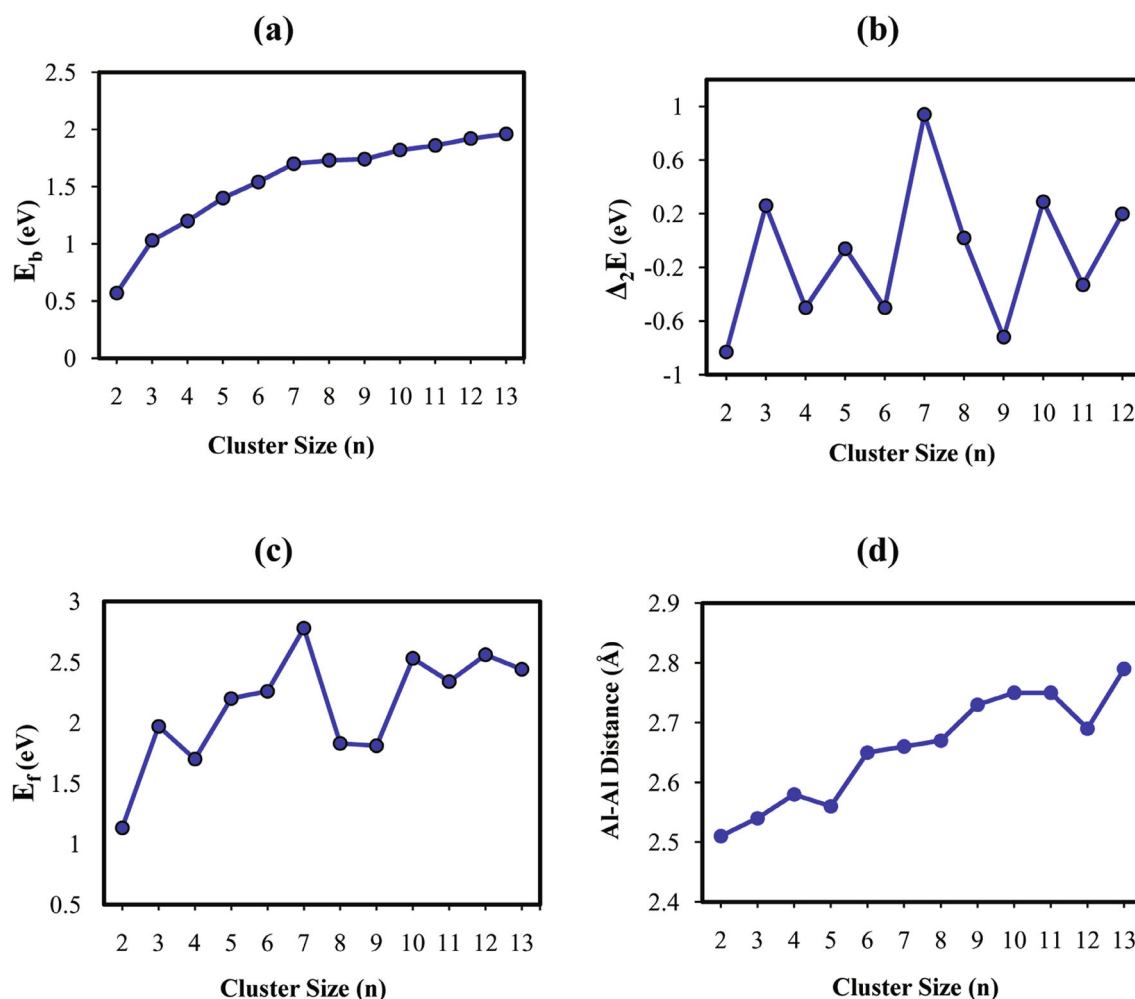 (a)
2.5
2
1.5
1
0.5
0
E_b (eV)
2 3 4 5 6 7 8 9 10 11 12 13
Cluster Size (n)
(b)
1
0.6
0.2
-0.2
-0.6
-1
Δ₂E (eV)
2 3 4 5 6 7 8 9 10 11 12
Cluster Size (n)
(c)
3
2.5
2
1.5
1
0.5
E_f (eV)
2 3 4 5 6 7 8 9 10 11 12 13
Cluster Size (n)
(d)
2.9
2.8
2.7
2.6
2.5
2.4
Al-Al Distance (Å)
2 3 4 5 6 7 8 9 10 11 12 13
Cluster Size (n)